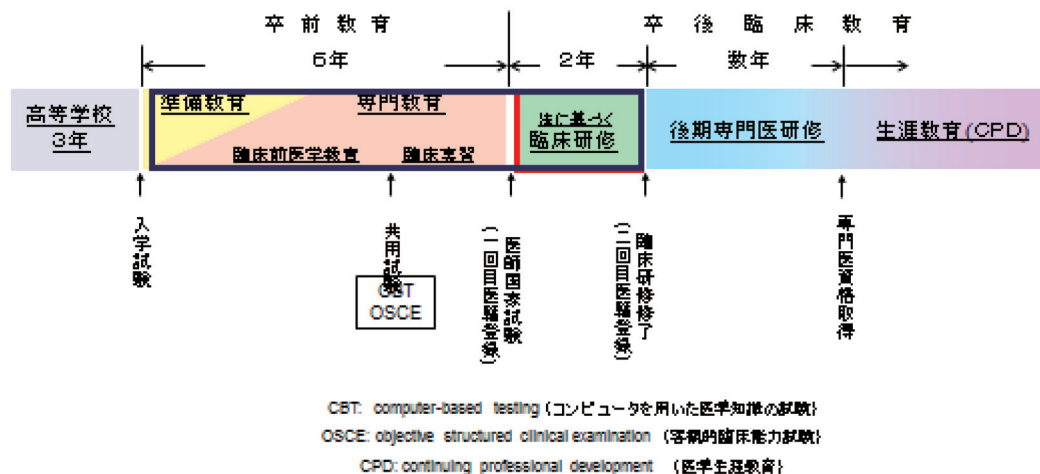 卒前教育
卒後臨床教育
6年
2年
数年
高等学校
3年
準備教育
専門教育
臨床前医学教育
臨床実習
法に基づく
臨床研修
後期専門医研修
生涯教育(CPD)
入学試験
共用試験
CBT
OSCE
医師国家試験
(一回目医籍登録)
臨床研修修了
(二回目医籍登録)
専門医資格取得
CBT: computer-based testing (コンピュータを用いた医学知識の試験)
OSCE: objective structured clinical examination (客観的臨床能力試験)
CPD: continuing professional development (医学生涯教育)